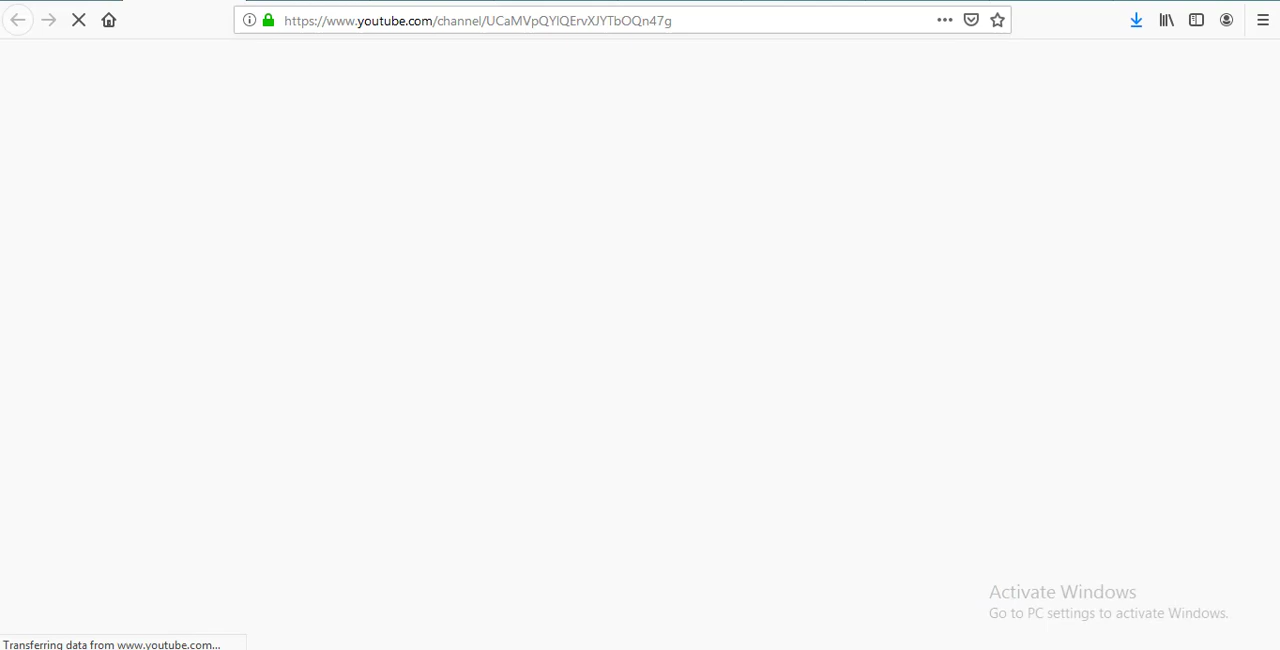 https://www.youtube.com/channel/UCaMVpQYlQErvXJYTbOQn47g
Activate Windows
Go to PC settings to activate Windows.
Transferring data from www.youtube.com...